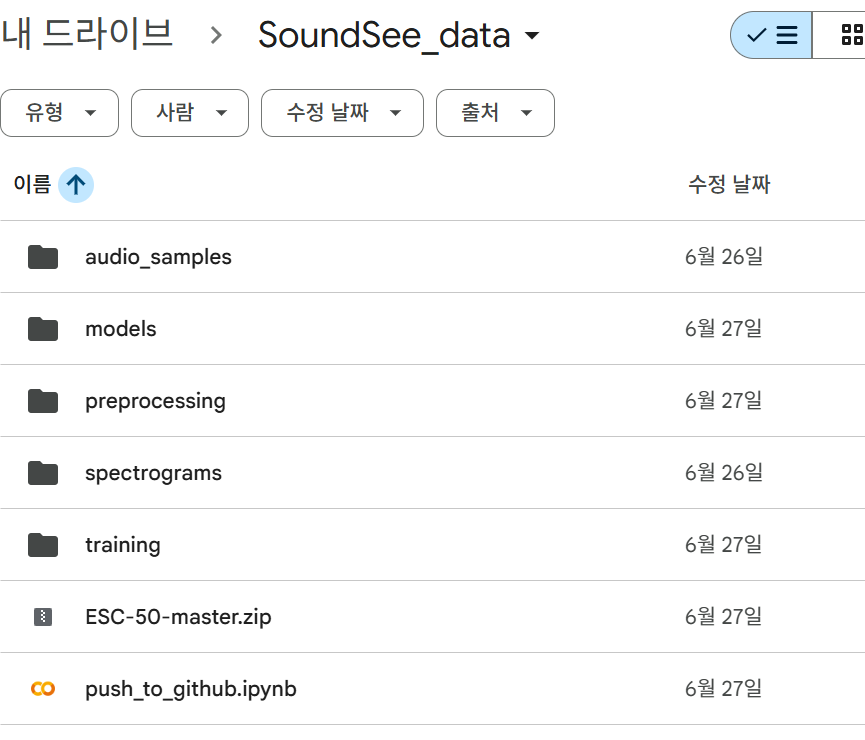 내 드라이브 > SoundSee_data
유형 사람 수정 날짜 출처
이름 수정 날짜
audio_samples 6월 26일
models 6월 27일
preprocessing 6월 27일
spectrograms 6월 26일
training 6월 27일
ESC-50-master.zip 6월 27일
push_to_github.ipynb 6월 27일